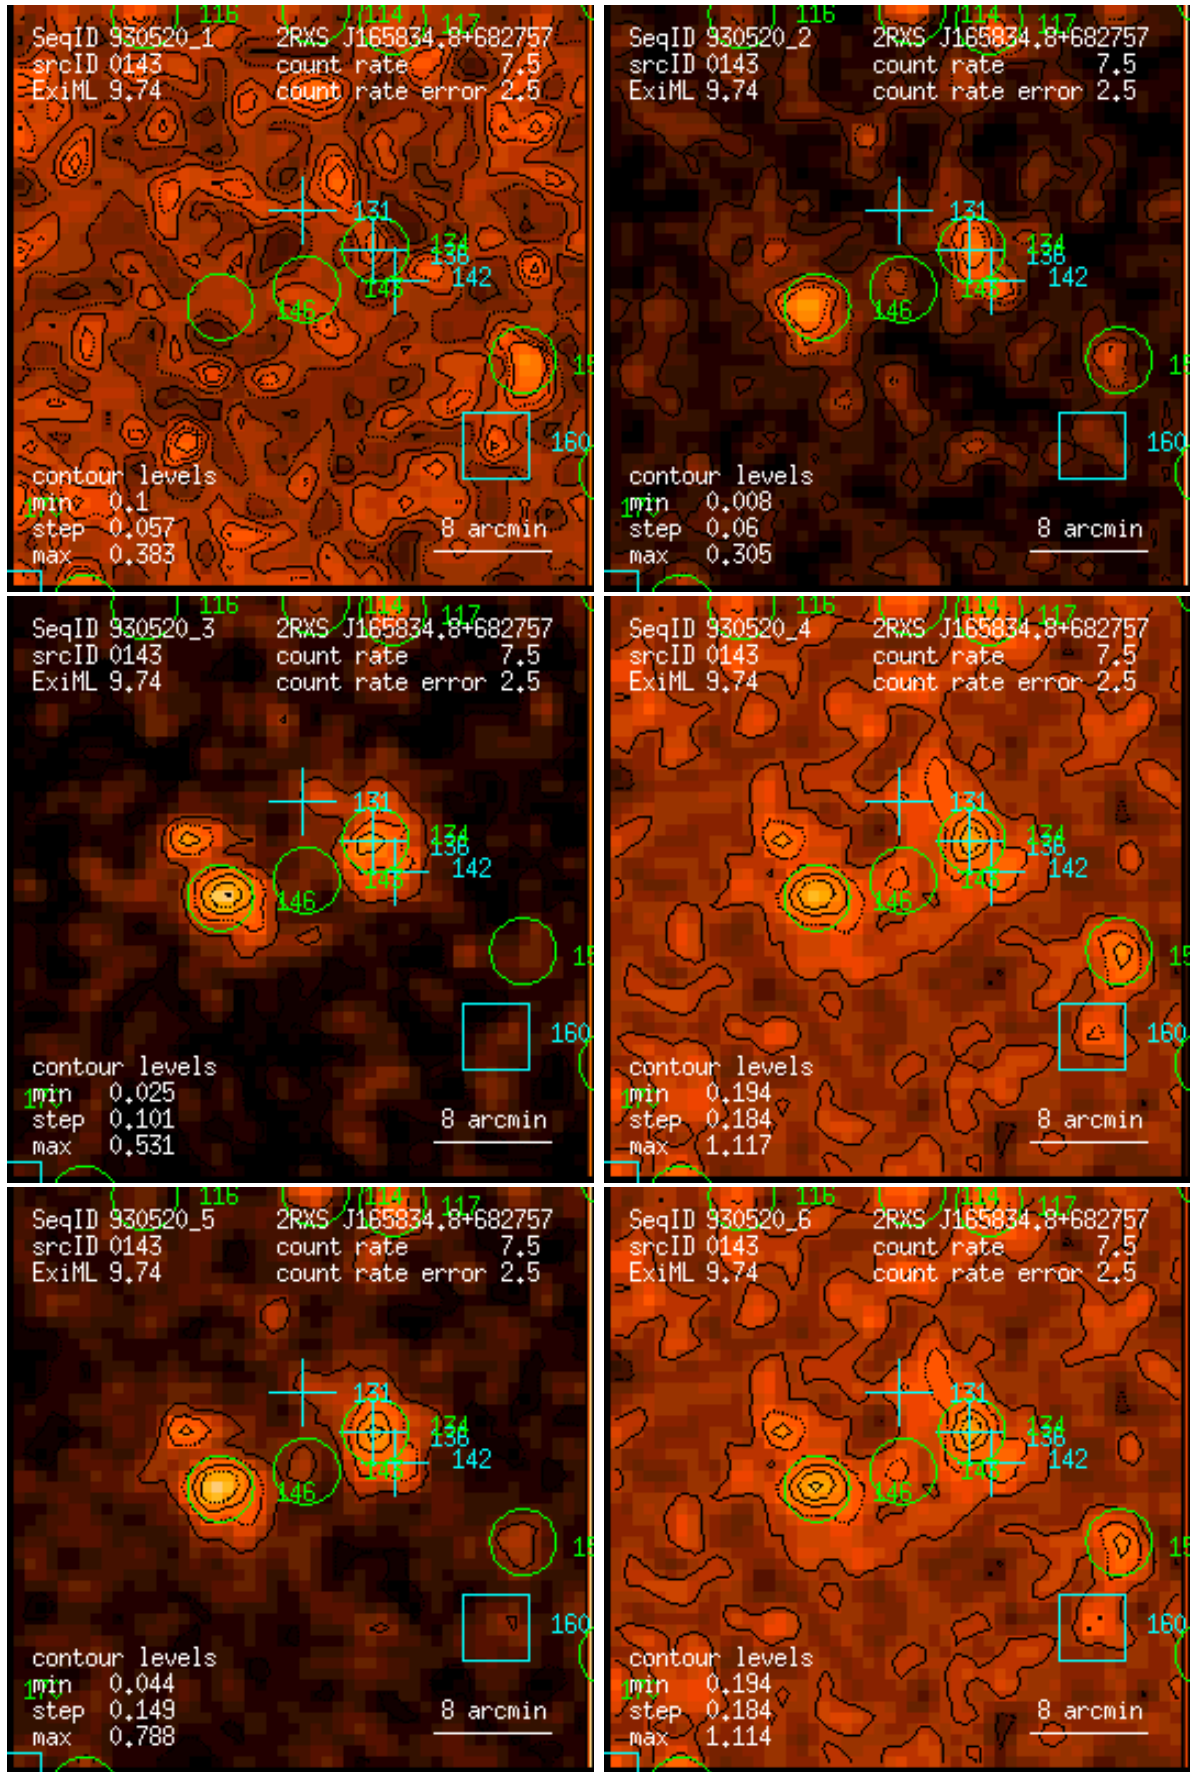 116 114 117
SeqID 930520_1 2RXS J165834.8+682757
srcID 0143 count rate 7.5
ExiML 9.74 count rate error 2.5
131
134
142
146
15
160
contour levels
min 0.1
step 0.057
max 0.383
8 arcmin
116 114 117
SeqID 930520_2 2RXS J165834.8+682757
srcID 0143 count rate 7.5
ExiML 9.74 count rate error 2.5
131
134
142
146
15
160
contour levels
min 0.008
step 0.06
max 0.305
8 arcmin
116 114 117
SeqID 930520_3 2RXS J165834.8+682757
srcID 0143 count rate 7.5
ExiML 9.74 count rate error 2.5
131
134
142
146
15
160
contour levels
min 0.025
step 0.101
max 0.531
8 arcmin
116 114 117
SeqID 930520_4 2RXS J165834.8+682757
srcID 0143 count rate 7.5
ExiML 9.74 count rate error 2.5
131
134
142
146
15
160
contour levels
min 0.194
step 0.184
max 1.117
8 arcmin
116 114 117
SeqID 930520_5 2RXS J165834.8+682757
srcID 0143 count rate 7.5
ExiML 9.74 count rate error 2.5
131
134
142
146
15
160
contour levels
min 0.044
step 0.149
max 0.788
8 arcmin
116 114 117
SeqID 930520_6 2RXS J165834.8+682757
srcID 0143 count rate 7.5
ExiML 9.74 count rate error 2.5
131
134
142
146
15
160
contour levels
min 0.194
step 0.184
max 1.114
8 arcmin